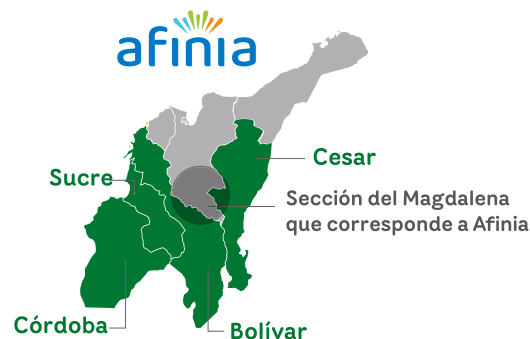 afinia
Cesar
Sucre
Sección del Magdalena
que corresponde a Afinia
Córdoba
Bolívar